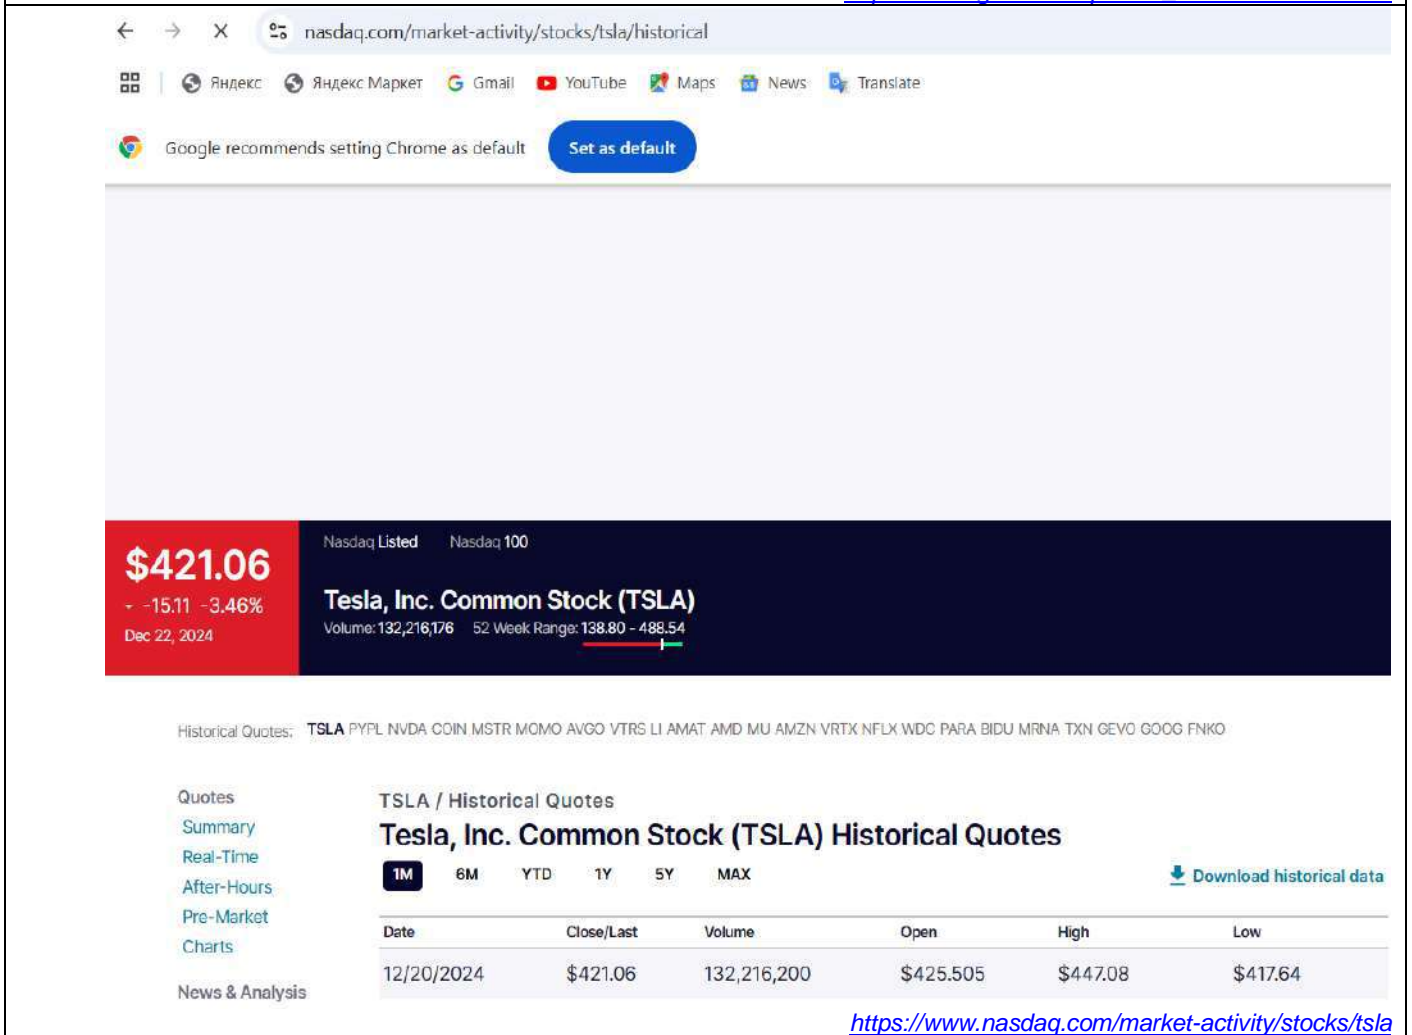 nasdaq.com/market-activity/stocks/tsla/historical
Яндекс Яндекс Маркет Gmail YouTube Maps News Translate
Google recommends setting Chrome as default Set as default
Nasdaq Listed Nasdaq 100
$421.06
-15.11 -3.46%
Dec 22, 2024
Tesla, Inc. Common Stock (TSLA)
Volume: 132,216,176 52 Week Range: 138.80 - 488.54
Historical Quotes: TSLA PYPL NVDA COIN MSTR MOMO AVGO VTRS LI AMAT AMD MU AMZN VRTX NFLX WDC PARA BIDU MRNA TXN GEVO GOOG FNKO
Quotes
Summary
Real-Time
After-Hours
Pre-Market
Charts
News & Analysis
TSLA / Historical Quotes
Tesla, Inc. Common Stock (TSLA) Historical Quotes
1M 6M YTD 1Y 5Y MAX
Download historical data
Date Close/Last Volume Open High Low
12/20/2024 $421.06 132,216,200 $425.505 $447.08 $417.64
https://www.nasdaq.com/market-activity/stocks/tsla